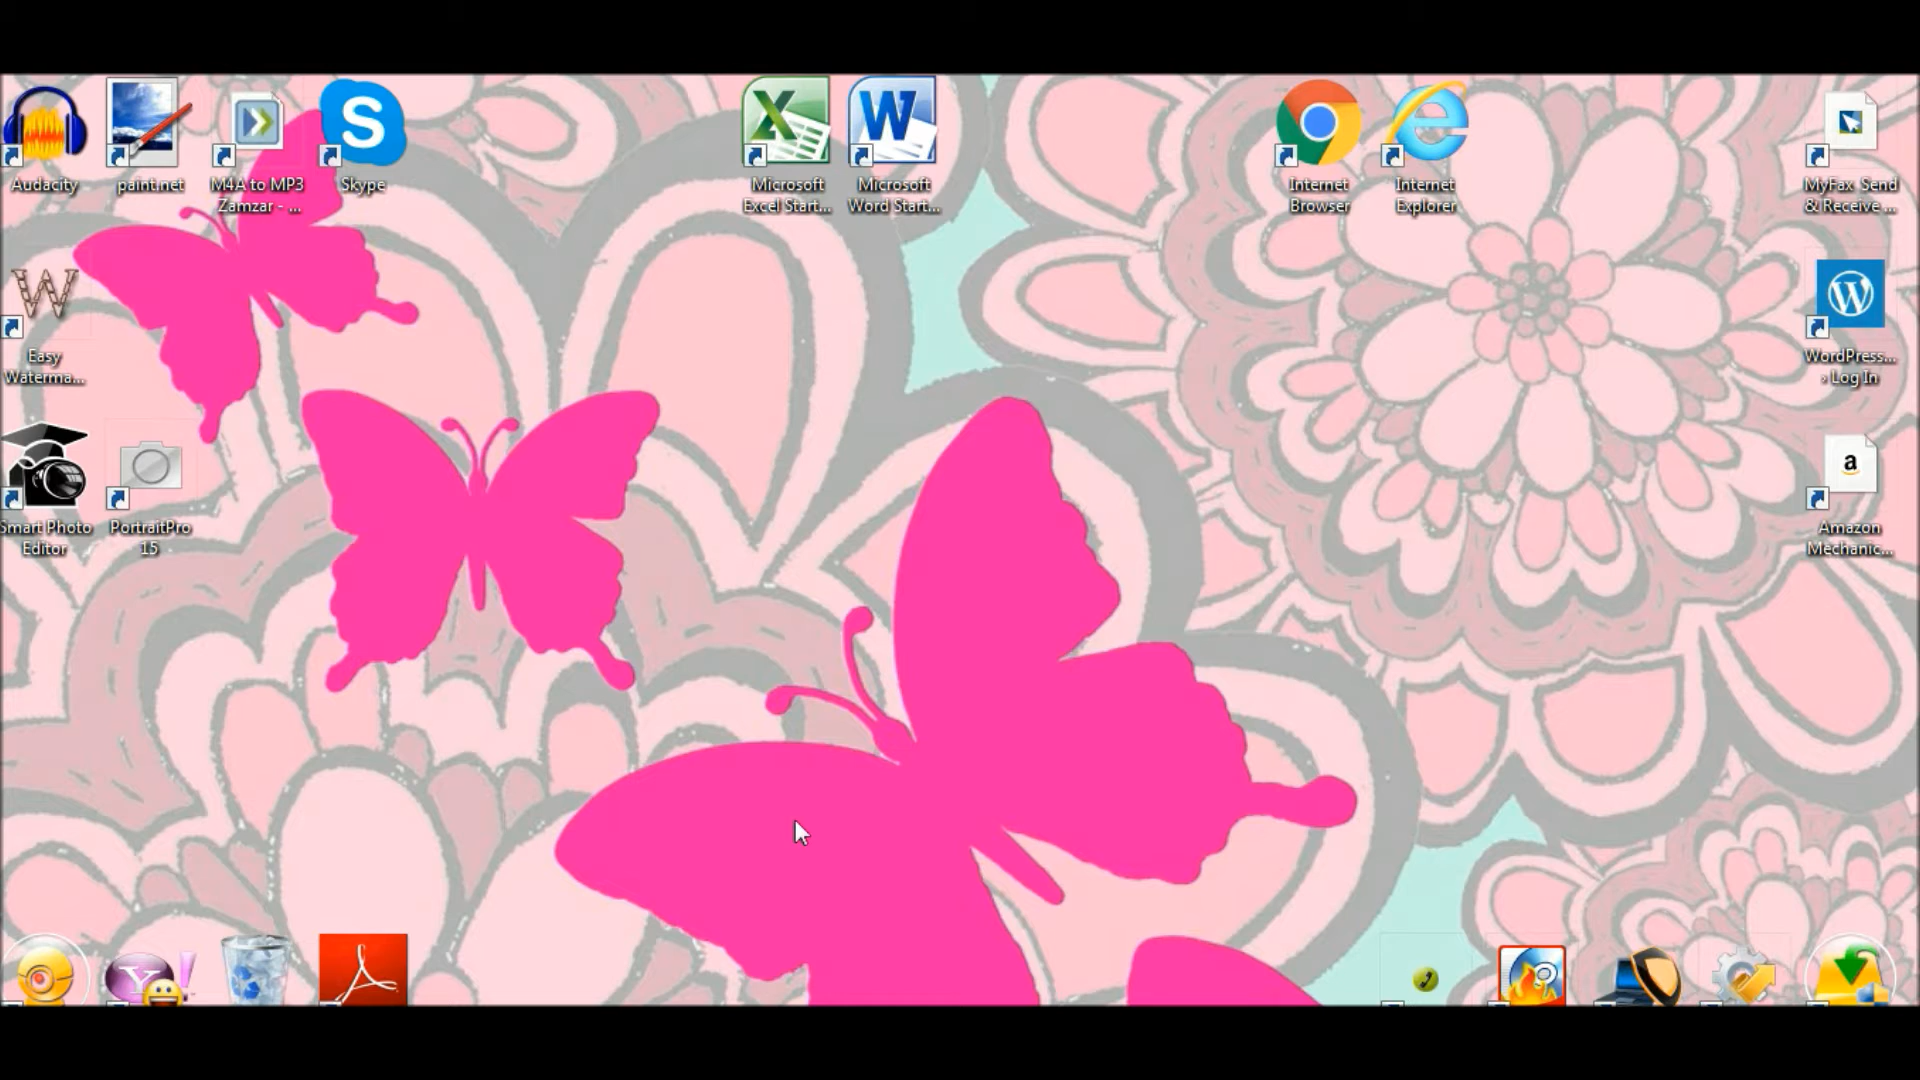 Audacity
paint.net
M4A to MP3
Zamzar - ...
Skype
Microsoft
Excel Start...
Microsoft
Word Start...
Internet
Browser
Internet
Explorer
MyFax Send
& Receive ...
Easy
Waterma...
WordPress...
› Log In
Smart Photo
Editor
PortraitPro
15
Amazon
Mechanic...